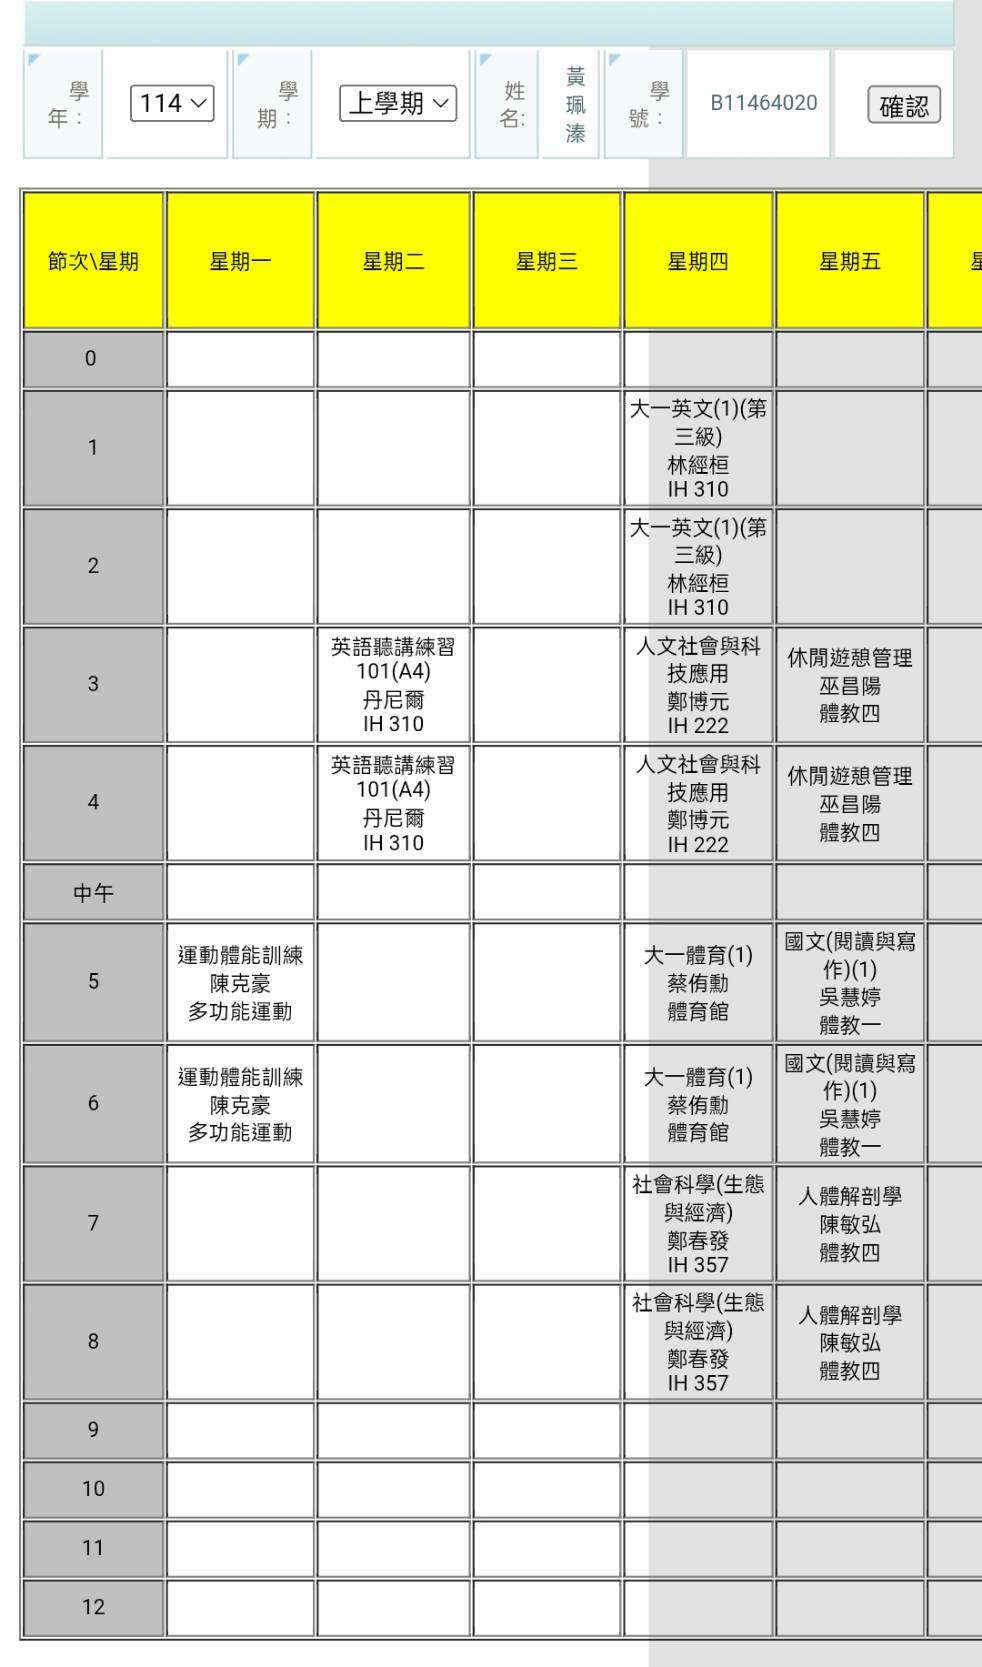 學年：
114
學期：
上學期
姓名:
黃珮溱
學號：
B11464020
確認
節次\星期
星期一
星期二
星期三
星期四
星期五
0
1
大一英文(1)(第
三級)
林經桓
IH 310
2
大一英文(1)(第
三級)
林經桓
IH 310
3
英語聽講練習
101(A4)
丹尼爾
IH 310
人文社會與科
技應用
鄭博元
IH 222
休閒遊憩管理
巫昌陽
體教四
4
英語聽講練習
101(A4)
丹尼爾
IH 310
人文社會與科
技應用
鄭博元
IH 222
休閒遊憩管理
巫昌陽
體教四
中午
5
運動體能訓練
陳克豪
多功能運動
大一體育(1)
蔡侑勳
體育館
國文(閱讀與寫
作)(1)
吳慧婷
體教一
6
運動體能訓練
陳克豪
多功能運動
大一體育(1)
蔡侑勳
體育館
國文(閱讀與寫
作)(1)
吳慧婷
體教一
7
社會科學(生態
與經濟)
鄭春發
IH 357
人體解剖學
陳敏弘
體教四
8
社會科學(生態
與經濟)
鄭春發
IH 357
人體解剖學
陳敏弘
體教四
9
10
11
12